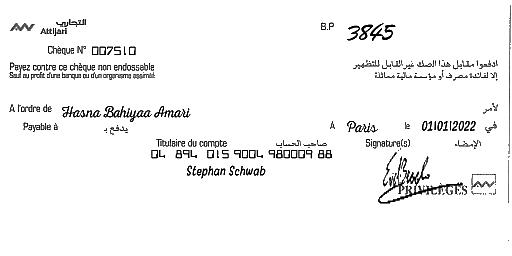 التجاري
Attijari
B.P 3845
Chèque N° 007510
Payez contre ce chèque non endossable
ادفعوا مقابل هذا الصك غير القابل للتظهير
Sauf au profit d'une banque ou d'un organisme assimilé
إلا لفائدة مصرف أو مؤسسة مالية مماثلة
A l'ordre de Hasna Bahiyaa Amari لأمر
Payable à يدفع بـ A Paris le 01|01|2022 في
Titulaire du compte صاحب الحساب Signature(s) الإمضاء
04 894 015 9004 980009 88
Stephan Schwab
PRIVILÈGES